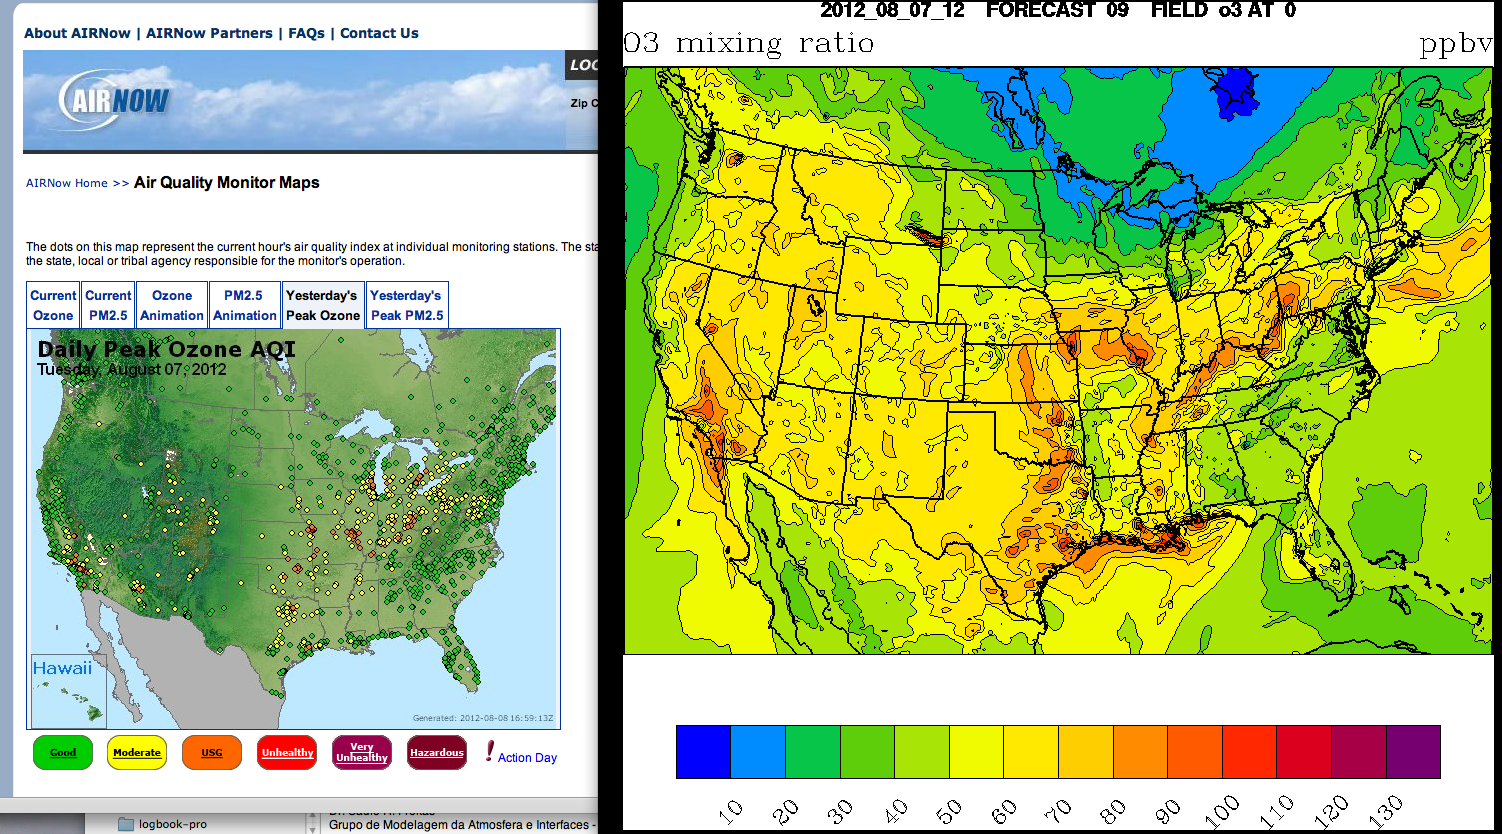 About AIRNow | AIRNow Partners | FAQs | Contact Us
AIRNOW
LOC
Zip C
AIRNow Home >> Air Quality Monitor Maps
The dots on this map represent the current hour's air quality index at individual monitoring stations. The sta
the state, local or tribal agency responsible for the monitor's operation.
Current Ozone
Current PM2.5
Ozone Animation
PM2.5 Animation
Yesterday's Peak Ozone
Yesterday's Peak PM2.5
Daily Peak Ozone AQI
Tuesday, August 07, 2012
Hawaii
Generated: 2012-08-08 16:59:13Z
Good
Moderate
USG
Unhealthy
Very Unhealthy
Hazardous
! Action Day
logbook-pro
Grupo de Modelagem da Atmosfera e Interfaces -
2012_08_07_12 FORECAST 09 FIELD o3 AT 0
O3 mixing ratio
ppbv
10 20 30 40 50 60 70 80 90 100 110 120 130